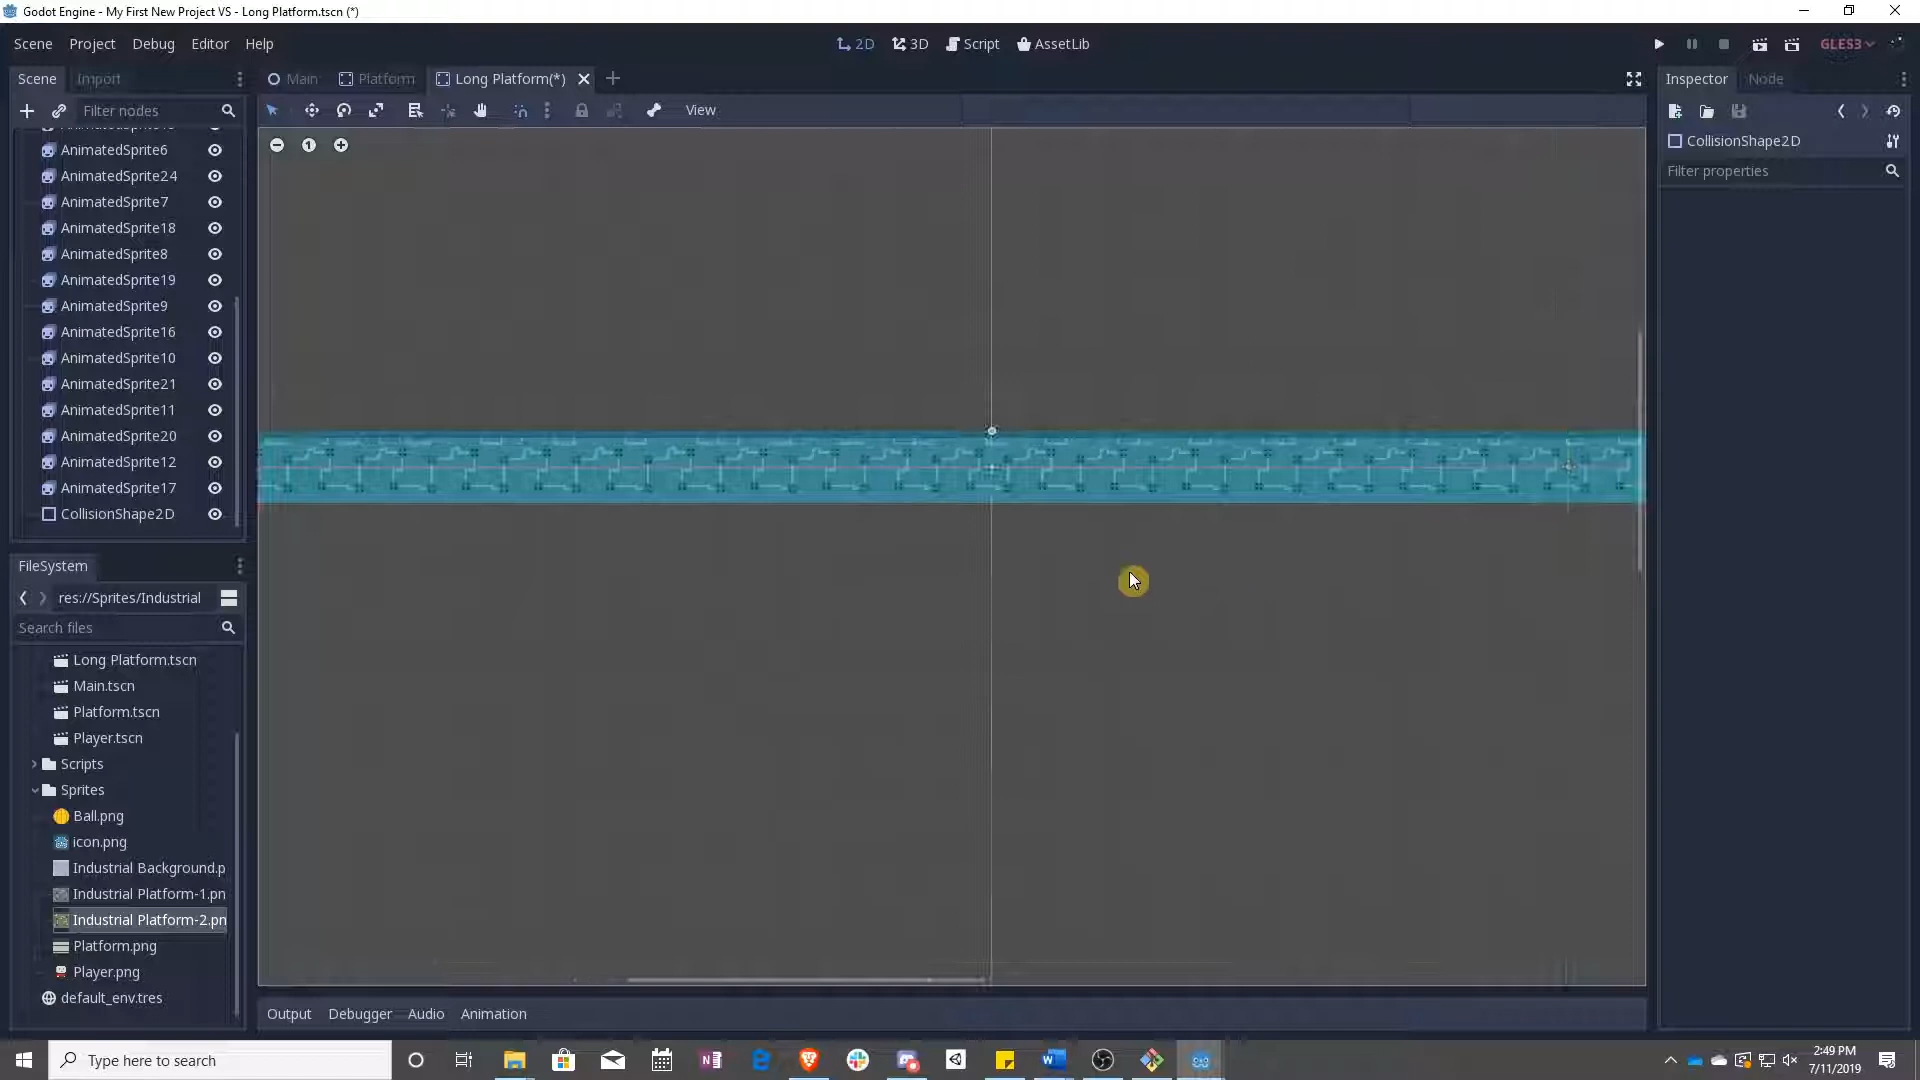 Godot Engine - My First New Project VS - Long Platform.tscn (*)
Scene Project Debug Editor Help
2D 3D Script AssetLib
GLES3
Scene Import
Main Platform Long Platform(*)
Inspector Node
Filter nodes
View
CollisionShape2D
Filter properties
1
AnimatedSprite6
AnimatedSprite24
AnimatedSprite7
AnimatedSprite18
AnimatedSprite8
AnimatedSprite19
AnimatedSprite9
AnimatedSprite16
AnimatedSprite10
AnimatedSprite21
AnimatedSprite11
AnimatedSprite20
AnimatedSprite12
AnimatedSprite17
CollisionShape2D
FileSystem
res://Sprites/Industrial
Search files
Long Platform.tscn
Main.tscn
Platform.tscn
Player.tscn
Scripts
Sprites
Ball.png
icon.png
Industrial Background.p
Industrial Platform-1.pn
Industrial Platform-2.pn
Platform.png
Player.png
default_env.tres
Output Debugger Audio Animation
Type here to search
2:49 PM
7/11/2019